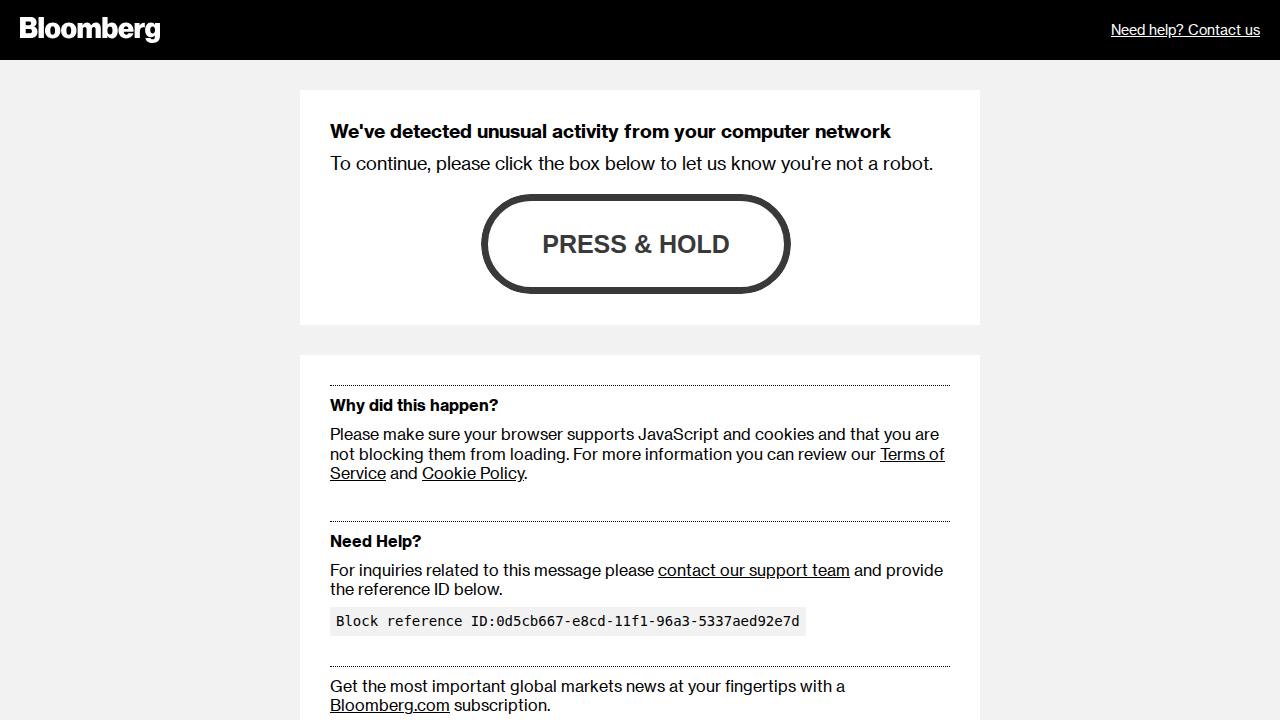 Bloomberg
Need help? Contact us
We've detected unusual activity from your computer network
To continue, please click the box below to let us know you're not a robot.
PRESS & HOLD
Why did this happen?
Please make sure your browser supports JavaScript and cookies and that you are
not blocking them from loading. For more information you can review our Terms of
Service and Cookie Policy.
Need Help?
For inquiries related to this message please contact our support team and provide
the reference ID below.
Block reference ID:0d5cb667-e8cd-11f1-96a3-5337aed92e7d
Get the most important global markets news at your fingertips with a
Bloomberg.com subscription.